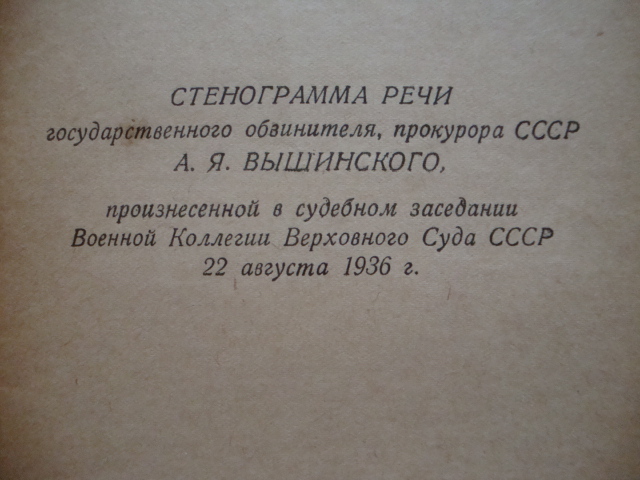 СТЕНОГРАММА РЕЧИ
государственного обвинителя, прокурора СССР
А. Я. ВЫШИНСКОГО,
произнесенной в судебном заседании
Военной Коллегии Верховного Суда СССР
22 августа 1936 г.